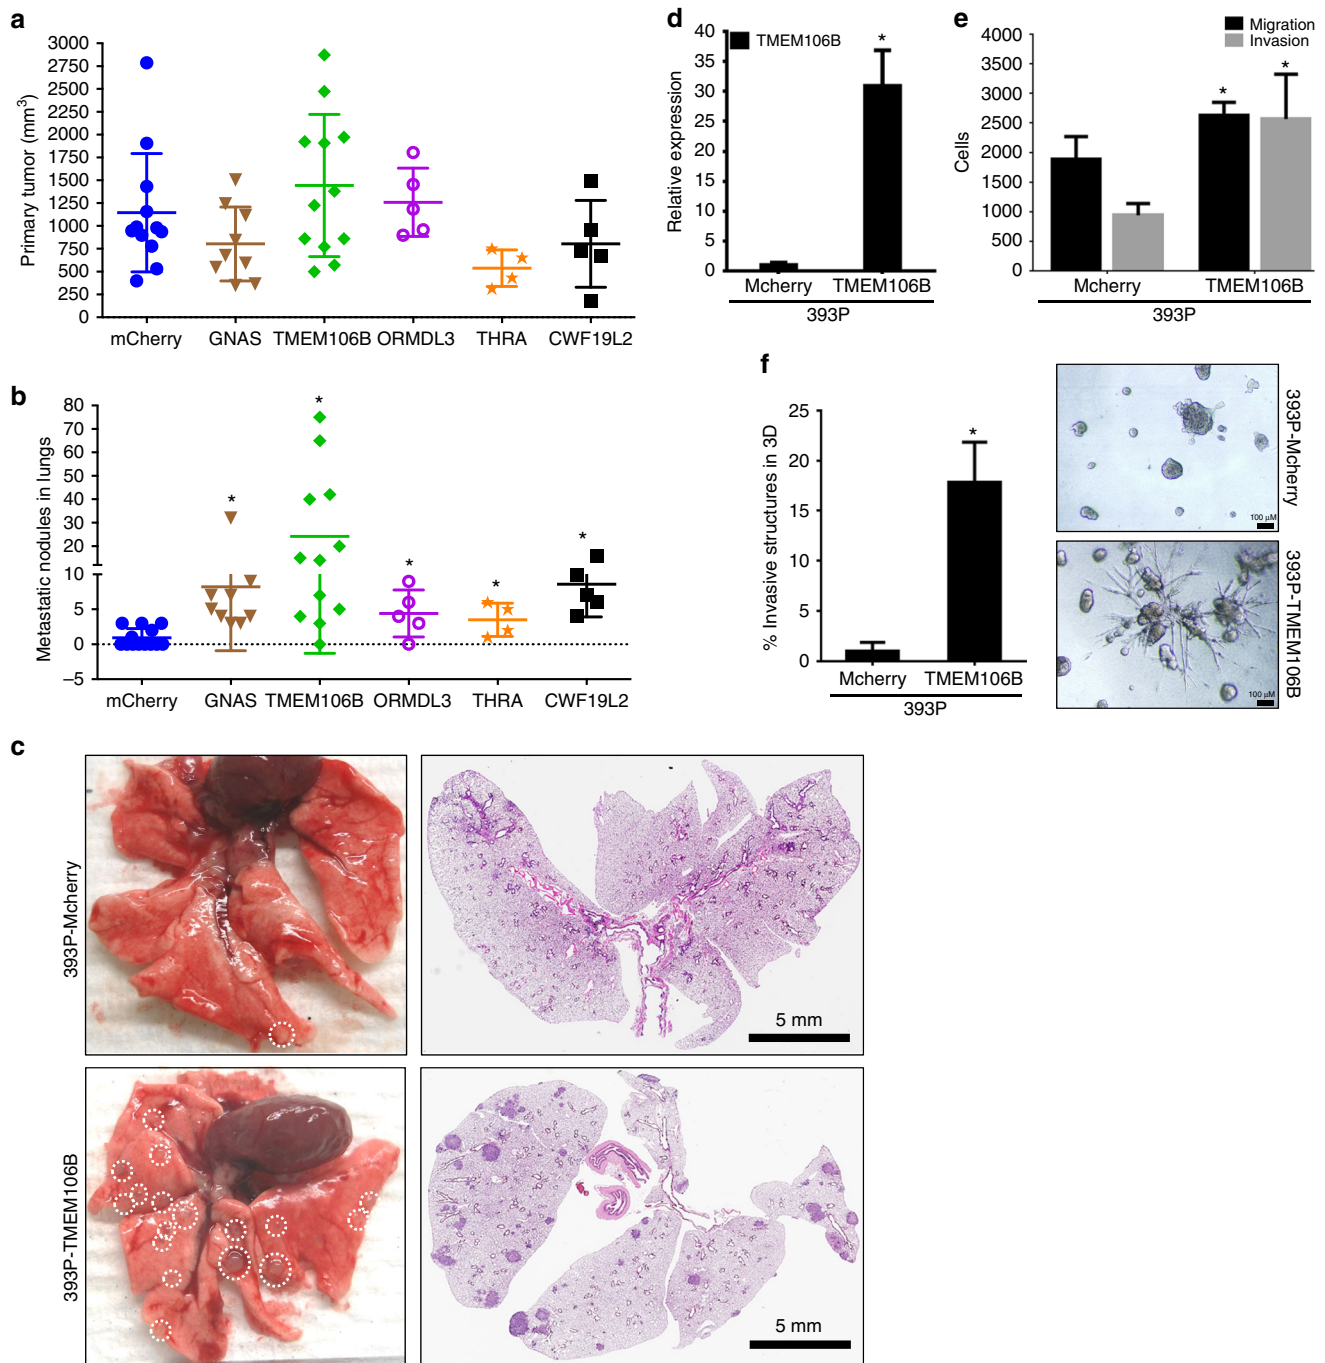 a
3000
2750
2500
2250
2000
1750
1500
1250
1000
750
500
250
0
Primary tumor (mm³)
mCherry GNAS TMEM106B ORMDL3 THRA CWF19L2
b
80
70
60
50
40
30
20
10
10
5
0
–5
Metastatic nodules in lungs
* * * * *
mCherry GNAS TMEM106B ORMDL3 THRA CWF19L2
c
393P-Mcherry
5 mm
393P-TMEM106B
5 mm
d
40
35
30
25
20
15
10
5
0
Relative expression
TMEM106B
*
Mcherry TMEM106B
393P
e
Migration
Invasion
4000
3500
3000
2500
2000
1500
1000
500
0
Cells
* *
Mcherry TMEM106B
393P
f
25
20
15
10
5
0
% Invasive structures in 3D
*
Mcherry TMEM106B
393P
393P-Mcherry
100 µM
393P-TMEM106B
100 µM